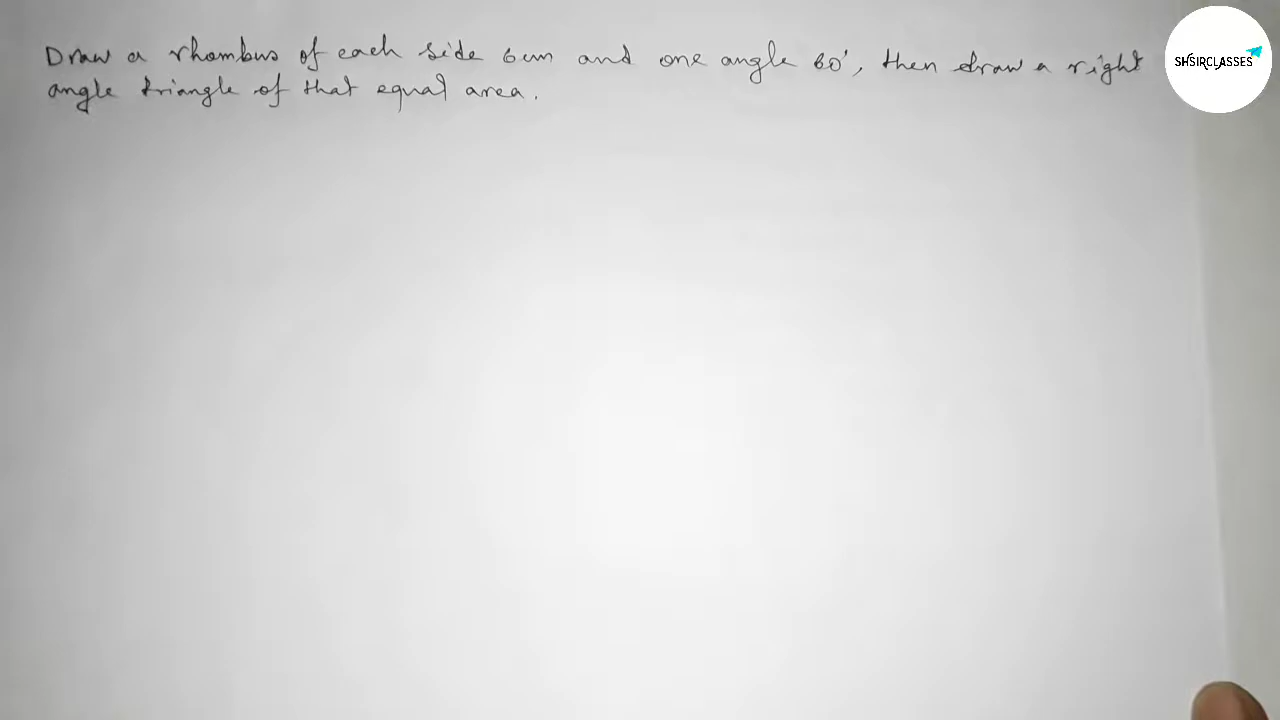 Draw a rhombus of each side 6cm and one angle 60°, then draw a right
angle triangle of that equal area.
SHSIRCLASSES